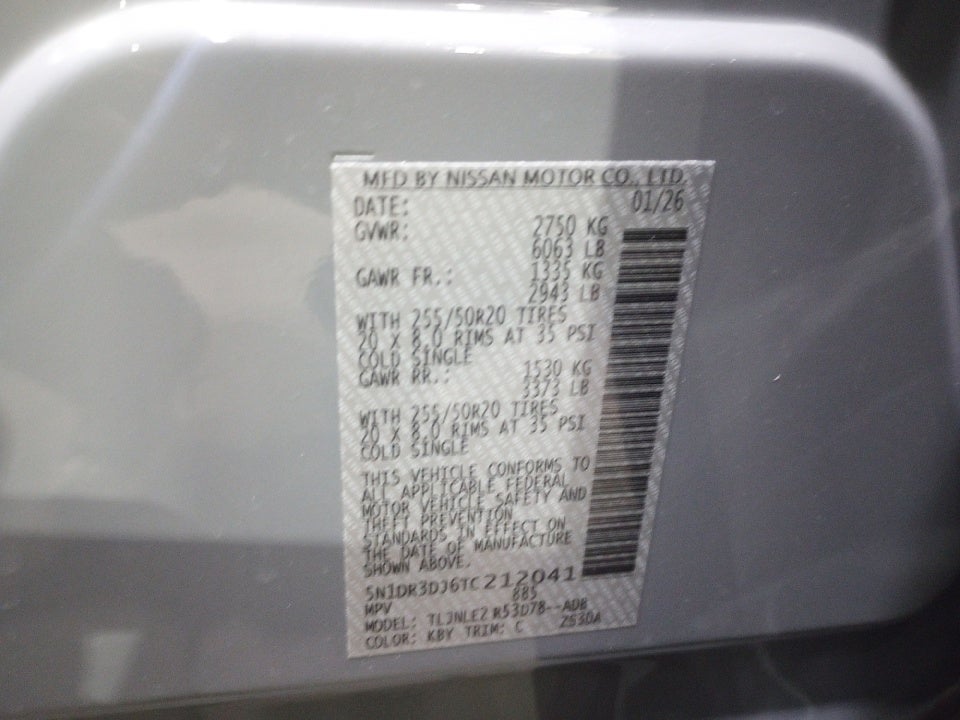 MFD BY NISSAN MOTOR CO., LTD.
DATE: 01/26
GVWR: 2750 KG
6063 LB
GAWR FR.: 1335 KG
2943 LB
WITH 255/50R20 TIRES
20 X 8.0 RIMS AT 35 PSI
COLD SINGLE
GAWR RR.: 1530 KG
3373 LB
WITH 255/50R20 TIRES
20 X 8.0 RIMS AT 35 PSI
COLD SINGLE
THIS VEHICLE CONFORMS TO
ALL APPLICABLE FEDERAL
MOTOR VEHICLE SAFETY AND
THEFT PREVENTION
STANDARDS IN EFFECT ON
THE DATE OF MANUFACTURE
SHOWN ABOVE.
5N1DR3DJ6TC212041
MPV 885
MODEL: TLJNLE2 R53D78--ADB
COLOR: KBY TRIM: C 2530A